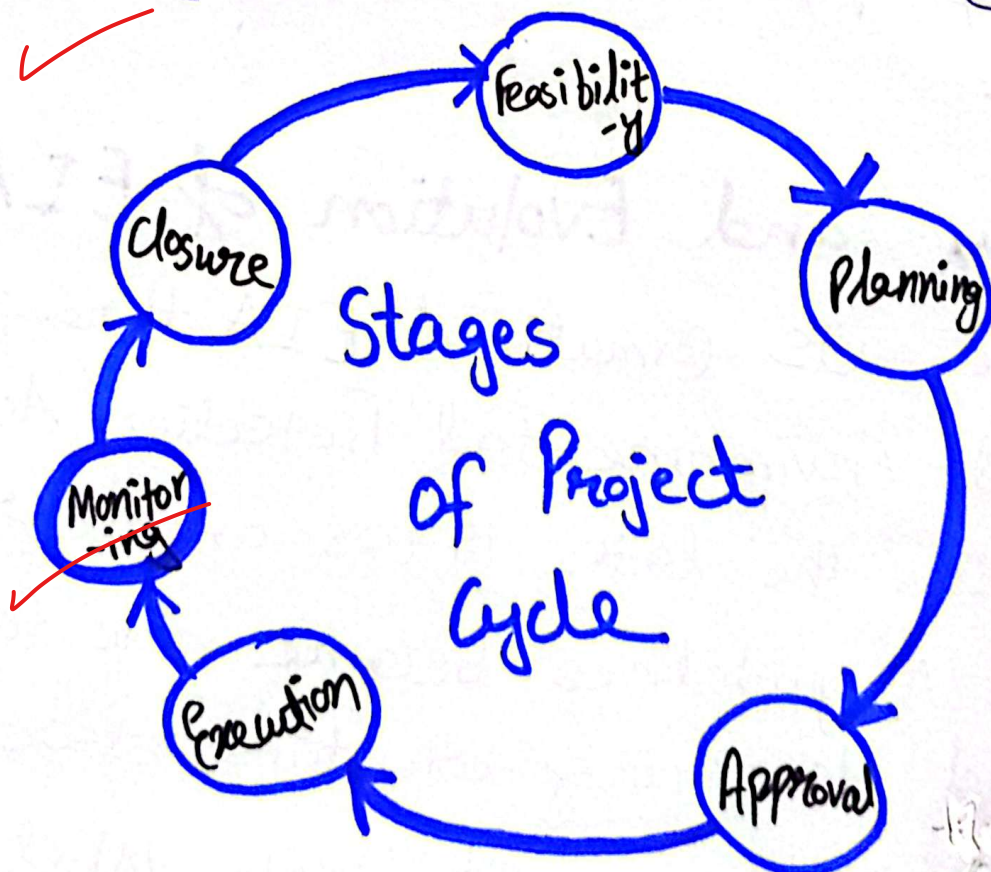 Feasibilit
-y
Planning
Closure
Stages
of Project
Cycle
Monitor
-ing
Execution
Approval